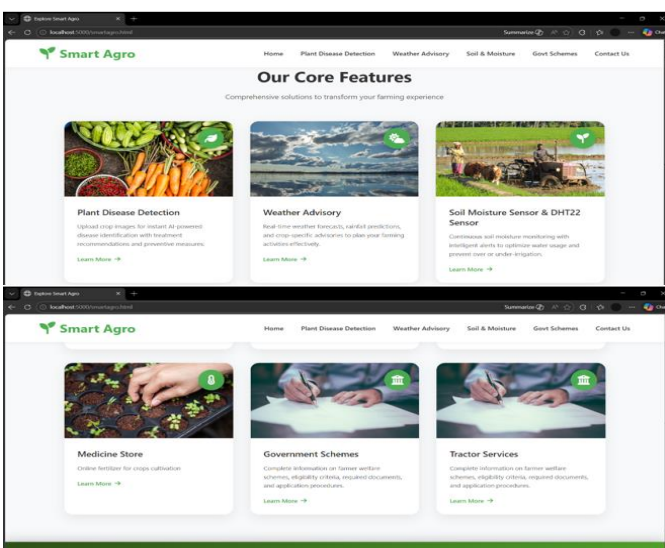 Explore Smart Agro
localhost:5000/smartagro.html
Summarize
Smart Agro
Home Plant Disease Detection Weather Advisory Soil & Moisture Govt Schemes Contact Us
Our Core Features
Comprehensive solutions to transform your farming experience
Plant Disease Detection
Upload crop images for instant AI-powered
disease identification with treatment
recommendations and preventive measures.
Learn More →
Weather Advisory
Real-time weather forecasts, rainfall predictions,
and crop-specific advisories to plan your farming
activities effectively.
Learn More →
Soil Moisture Sensor & DHT22
Sensor
Continuous soil moisture monitoring with
intelligent alerts to optimize water usage and
prevent over or under-irrigation.
Learn More →
Explore Smart Agro
localhost:5000/smartagro.html
Summarize
Smart Agro
Home Plant Disease Detection Weather Advisory Soil & Moisture Govt Schemes Contact Us
Medicine Store
Online fertilizer for crops cultivation
Learn More →
Government Schemes
Complete information on farmer welfare
schemes, eligibility criteria, required documents,
and application procedures.
Learn More →
Tractor Services
Complete information on farmer welfare
schemes, eligibility criteria, required documents,
and application procedures.
Learn More →